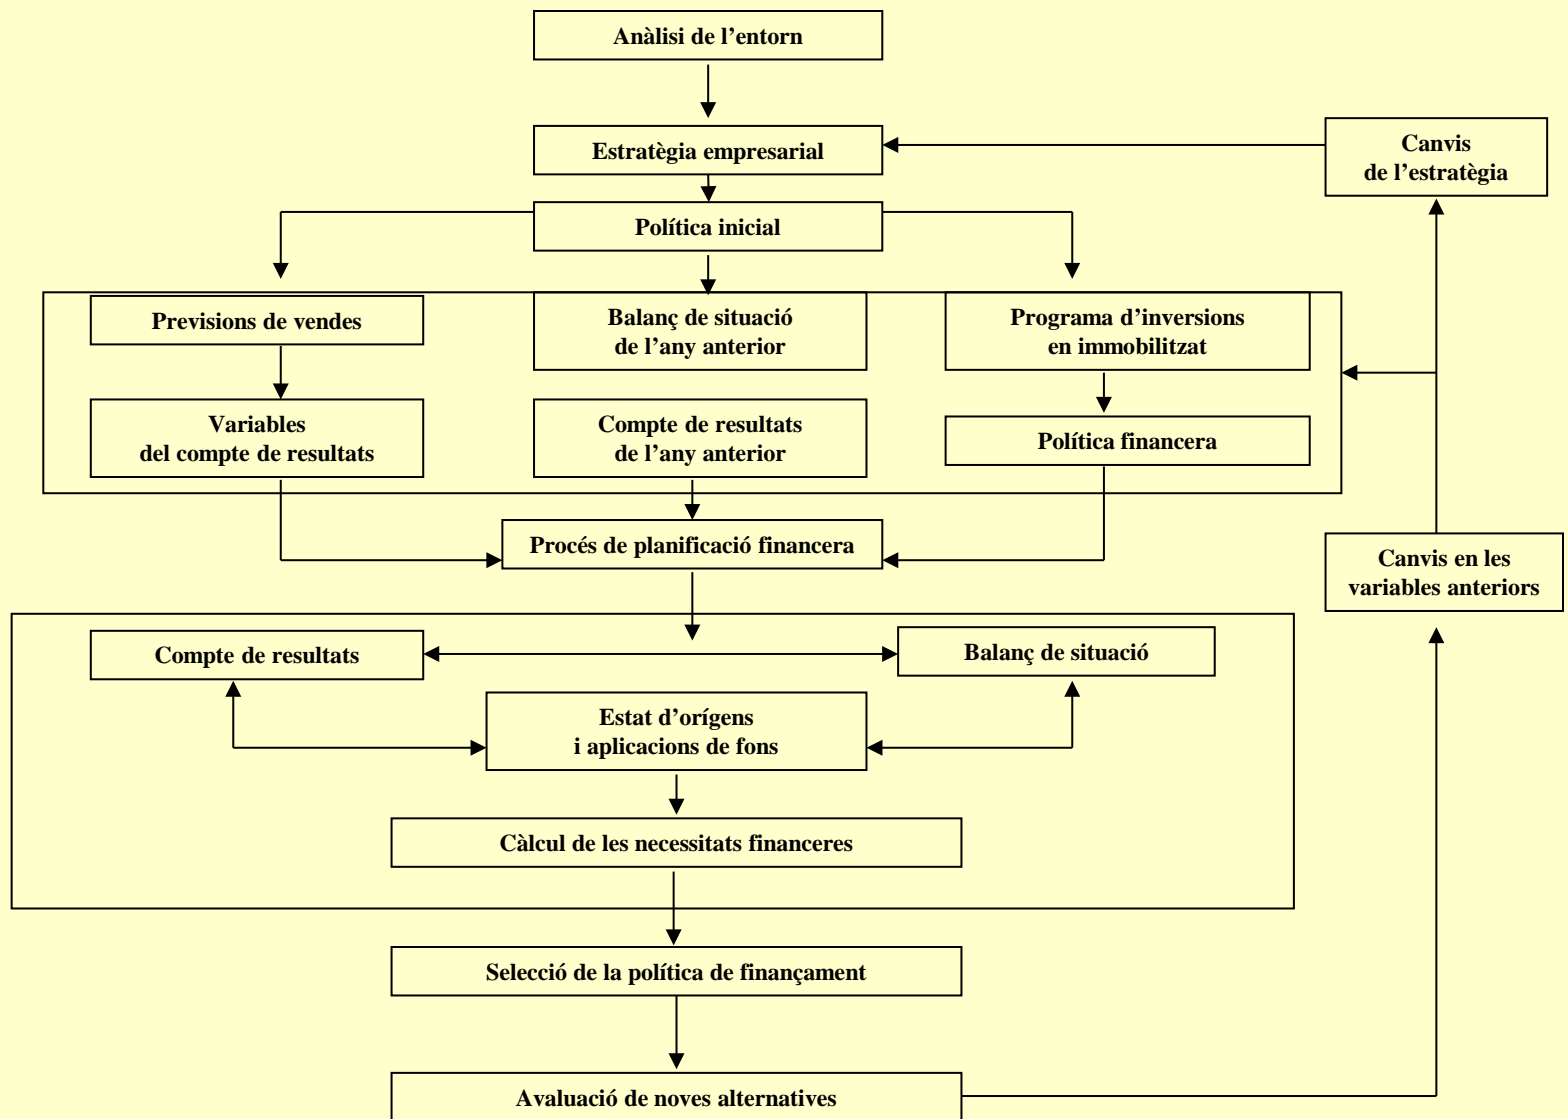 Anàlisi de l’entorn
Estratègia empresarial
Canvis
de l’estratègia
Política inicial
Previsions de vendes
Balanç de situació
de l’any anterior
Programa d’inversions
en immobilitzat
Variables
del compte de resultats
Compte de resultats
de l’any anterior
Política financera
Procés de planificació financera
Canvis en les
variables anteriors
Compte de resultats
Balanç de situació
Estat d’orígens
i aplicacions de fons
Càlcul de les necessitats financeres
Selecció de la política de finançament
Avaluació de noves alternatives